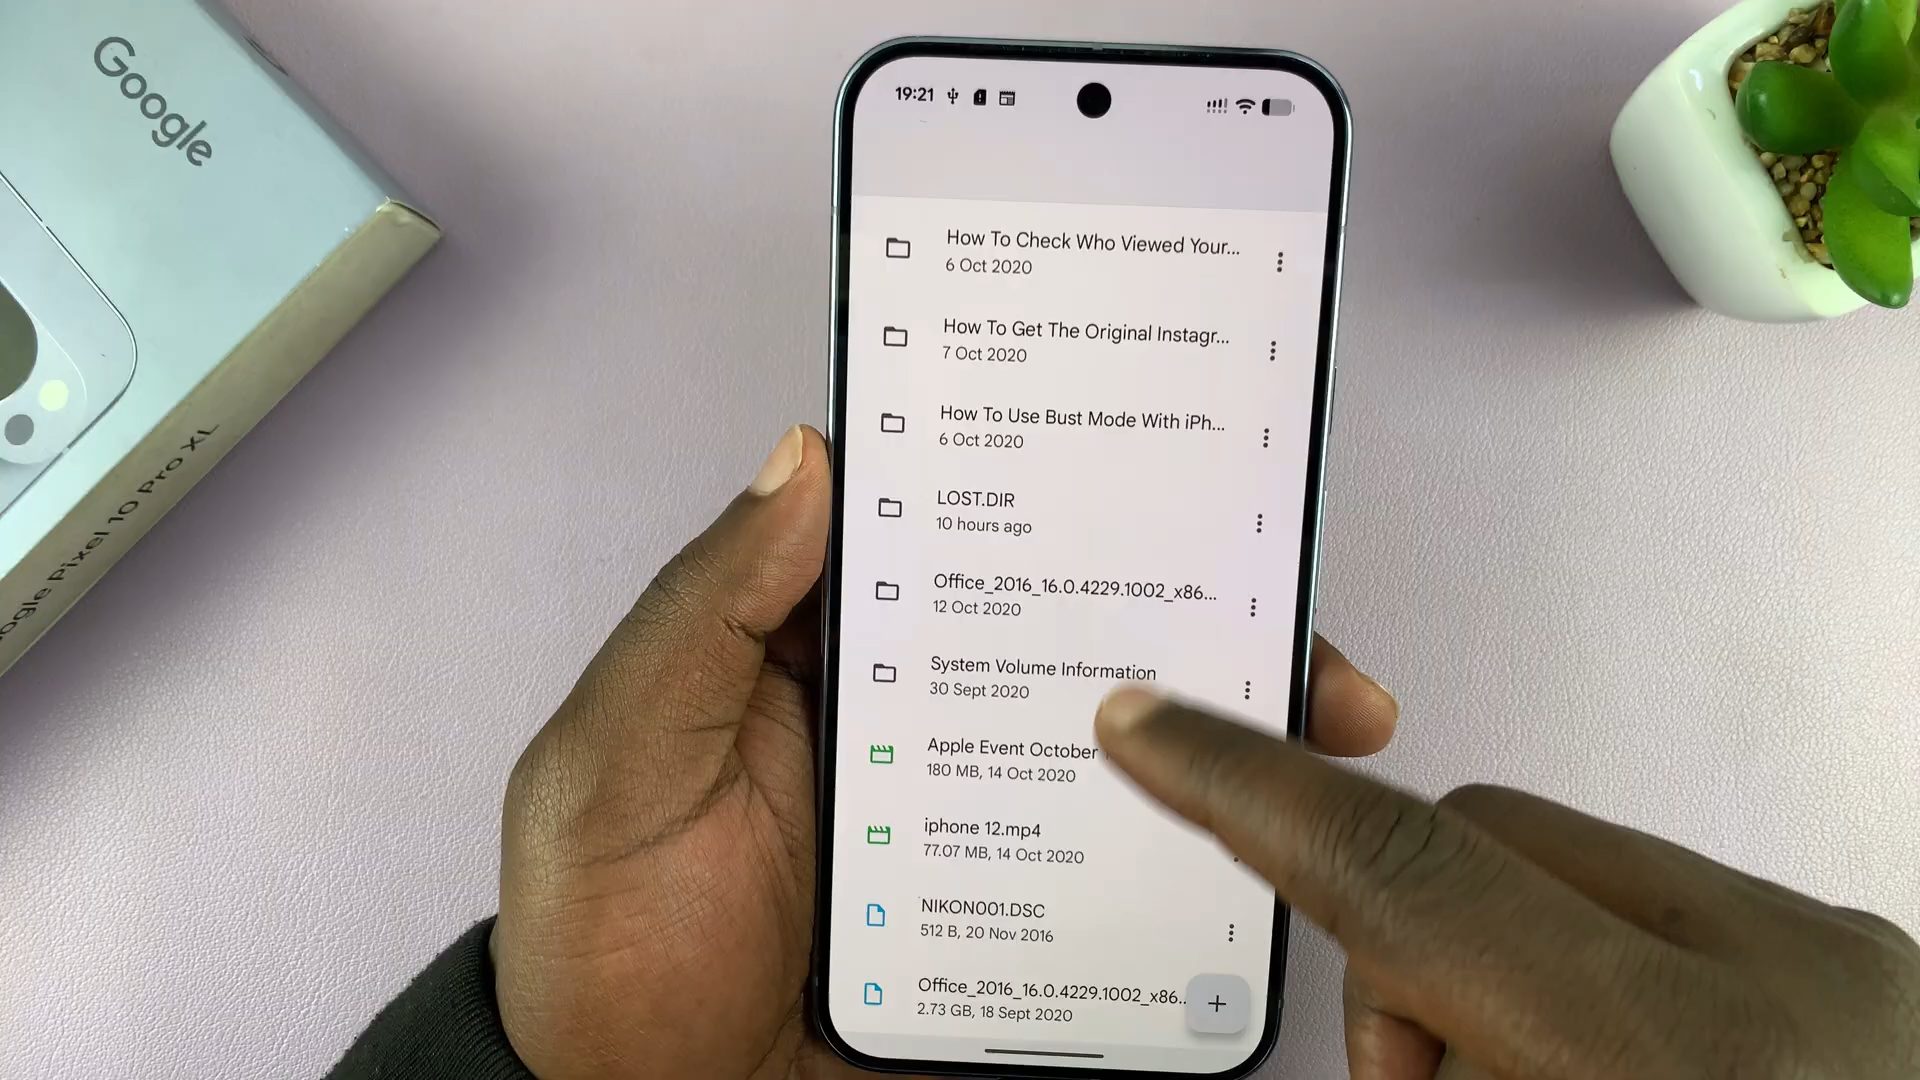 Google
Google Pixel 10 Pro XL
19:21
How To Check Who Viewed Your...
6 Oct 2020
How To Get The Original Instagr...
7 Oct 2020
How To Use Bust Mode With iPh...
6 Oct 2020
LOST.DIR
10 hours ago
Office_2016_16.0.4229.1002_x86...
12 Oct 2020
System Volume Information
30 Sept 2020
Apple Event October
180 MB, 14 Oct 2020
iphone 12.mp4
77.07 MB, 14 Oct 2020
NIKON001.DSC
512 B, 20 Nov 2016
Office_2016_16.0.4229.1002_x86..
2.73 GB, 18 Sept 2020